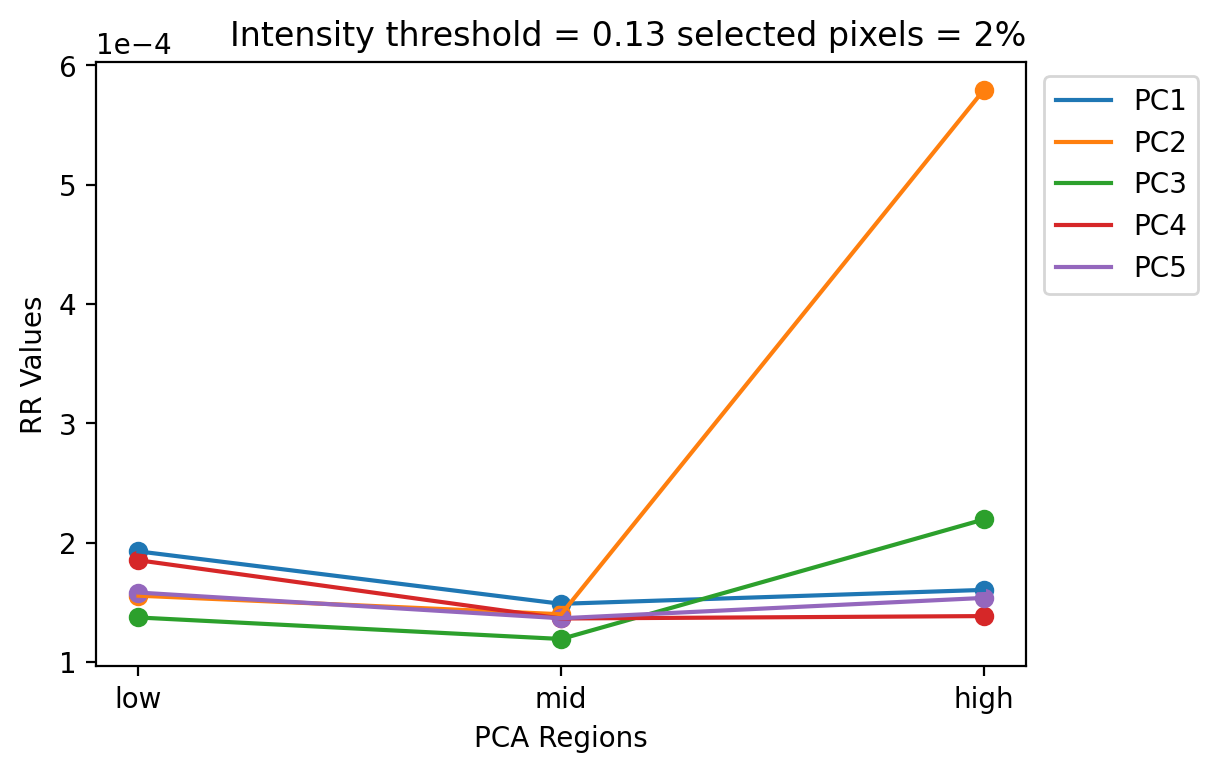 Intensity threshold = 0.13 selected pixels = 2%
1e−4
6
5
4
3
2
1
RR Values
low mid high
PCA Regions
PC1
PC2
PC3
PC4
PC5